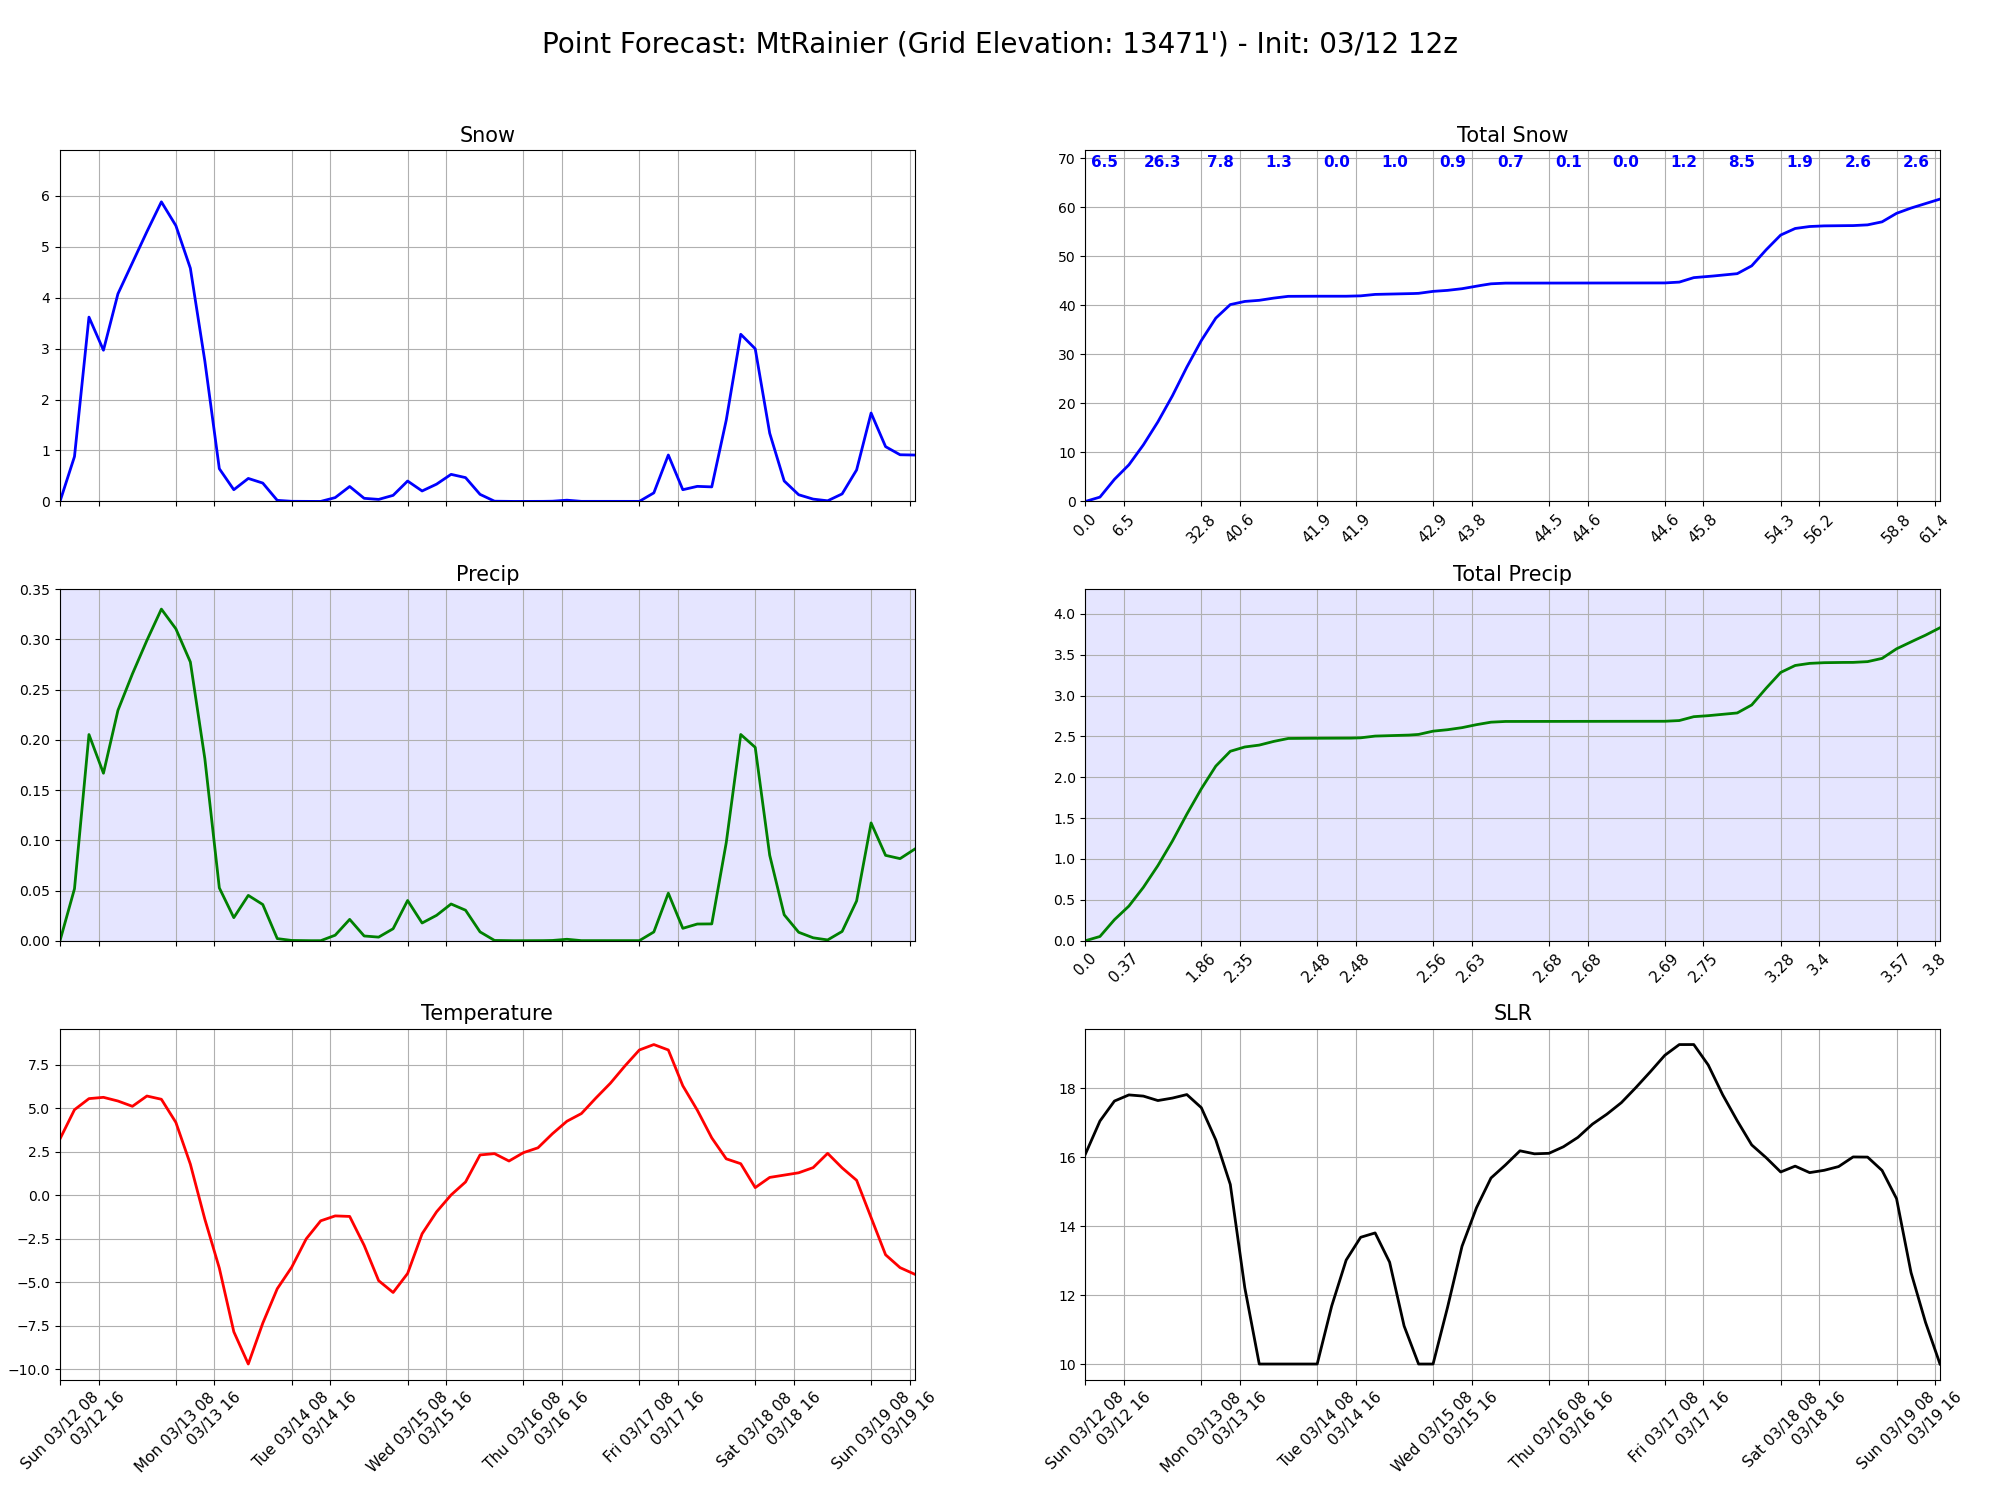 Point Forecast: MtRainier (Grid Elevation: 13471') - Init: 03/12 12z
Snow
6
5
4
3
2
1
0
Total Snow
70
60
50
40
30
20
10
0
6.5 26.3 7.8 1.3 0.0 1.0 0.9 0.7 0.1 0.0 1.2 8.5 1.9 2.6 2.6
0.0 6.5 32.8 40.6 41.9 41.9 42.9 43.8 44.5 44.6 44.6 45.8 54.3 56.2 58.8 61.4
Precip
0.35
0.30
0.25
0.20
0.15
0.10
0.05
0.00
Total Precip
4.0
3.5
3.0
2.5
2.0
1.5
1.0
0.5
0.0
0.0 0.37 1.86 2.35 2.48 2.48 2.56 2.63 2.68 2.68 2.69 2.75 3.28 3.4 3.57 3.8
Temperature
7.5
5.0
2.5
0.0
−2.5
−5.0
−7.5
−10.0
Sun 03/12 08
03/12 16
Mon 03/13 08
03/13 16
Tue 03/14 08
03/14 16
Wed 03/15 08
03/15 16
Thu 03/16 08
03/16 16
Fri 03/17 08
03/17 16
Sat 03/18 08
03/18 16
Sun 03/19 08
03/19 16
SLR
18
16
14
12
10
Sun 03/12 08
03/12 16
Mon 03/13 08
03/13 16
Tue 03/14 08
03/14 16
Wed 03/15 08
03/15 16
Thu 03/16 08
03/16 16
Fri 03/17 08
03/17 16
Sat 03/18 08
03/18 16
Sun 03/19 08
03/19 16